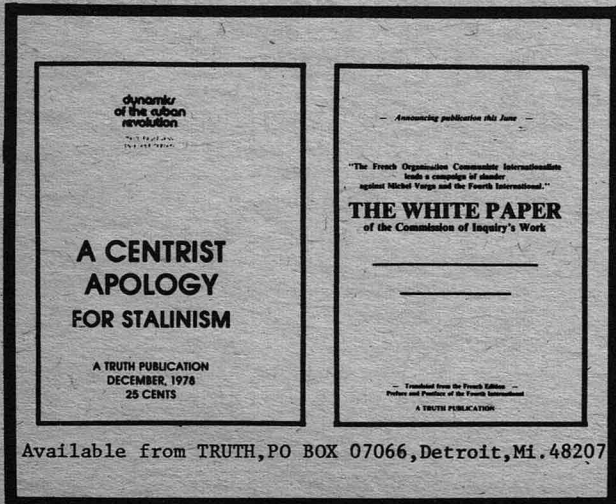 dynamics
of the cuban
revolution
A CENTRIST
APOLOGY
FOR STALINISM
A TRUTH PUBLICATION
DECEMBER, 1978
25 CENTS
— Announcing publication this June —
"The French Organisation Communiste Internationaliste
leads a campaign of slander
against Michel Varga and the Fourth International."
THE WHITE PAPER
of the Commission of Inquiry's Work
— Translated from the French Edition —
Preface and Postface of the Fourth International
A TRUTH PUBLICATION
Available from TRUTH,PO BOX 07066,Detroit,Mi.48207